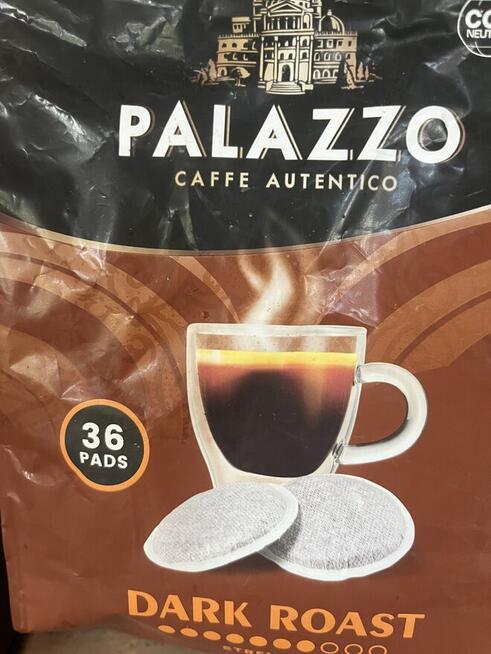 PALAZZO
CAFFE AUTENTICO
36
PADS
DARK ROAST